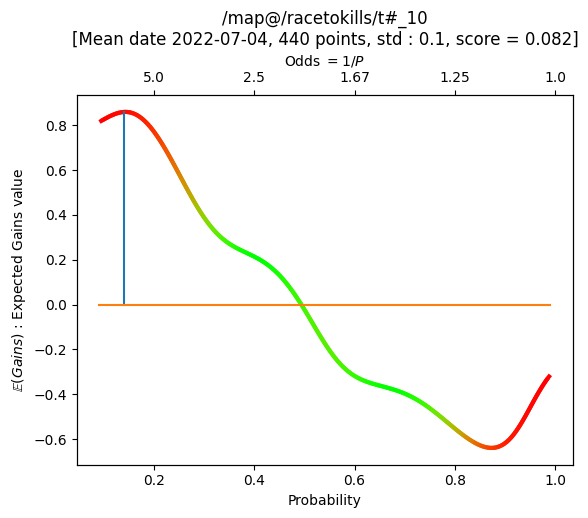 /map@/racetokills/t#_10
[Mean date 2022-07-04, 440 points, std : 0.1, score = 0.082]
Odds = 1/P
5.0 2.5 1.67 1.25 1.0
0.8
0.6
0.4
0.2
0.0
−0.2
−0.4
−0.6
𝔼(Gains) : Expected Gains value
0.2 0.4 0.6 0.8 1.0
Probability